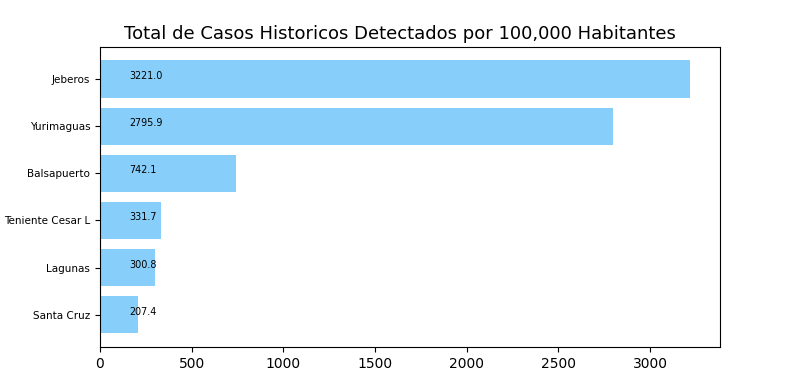 Total de Casos Historicos Detectados por 100,000 Habitantes
Jeberos 3221.0
Yurimaguas 2795.9
Balsapuerto 742.1
Teniente Cesar L 331.7
Lagunas 300.8
Santa Cruz 207.4
0 500 1000 1500 2000 2500 3000